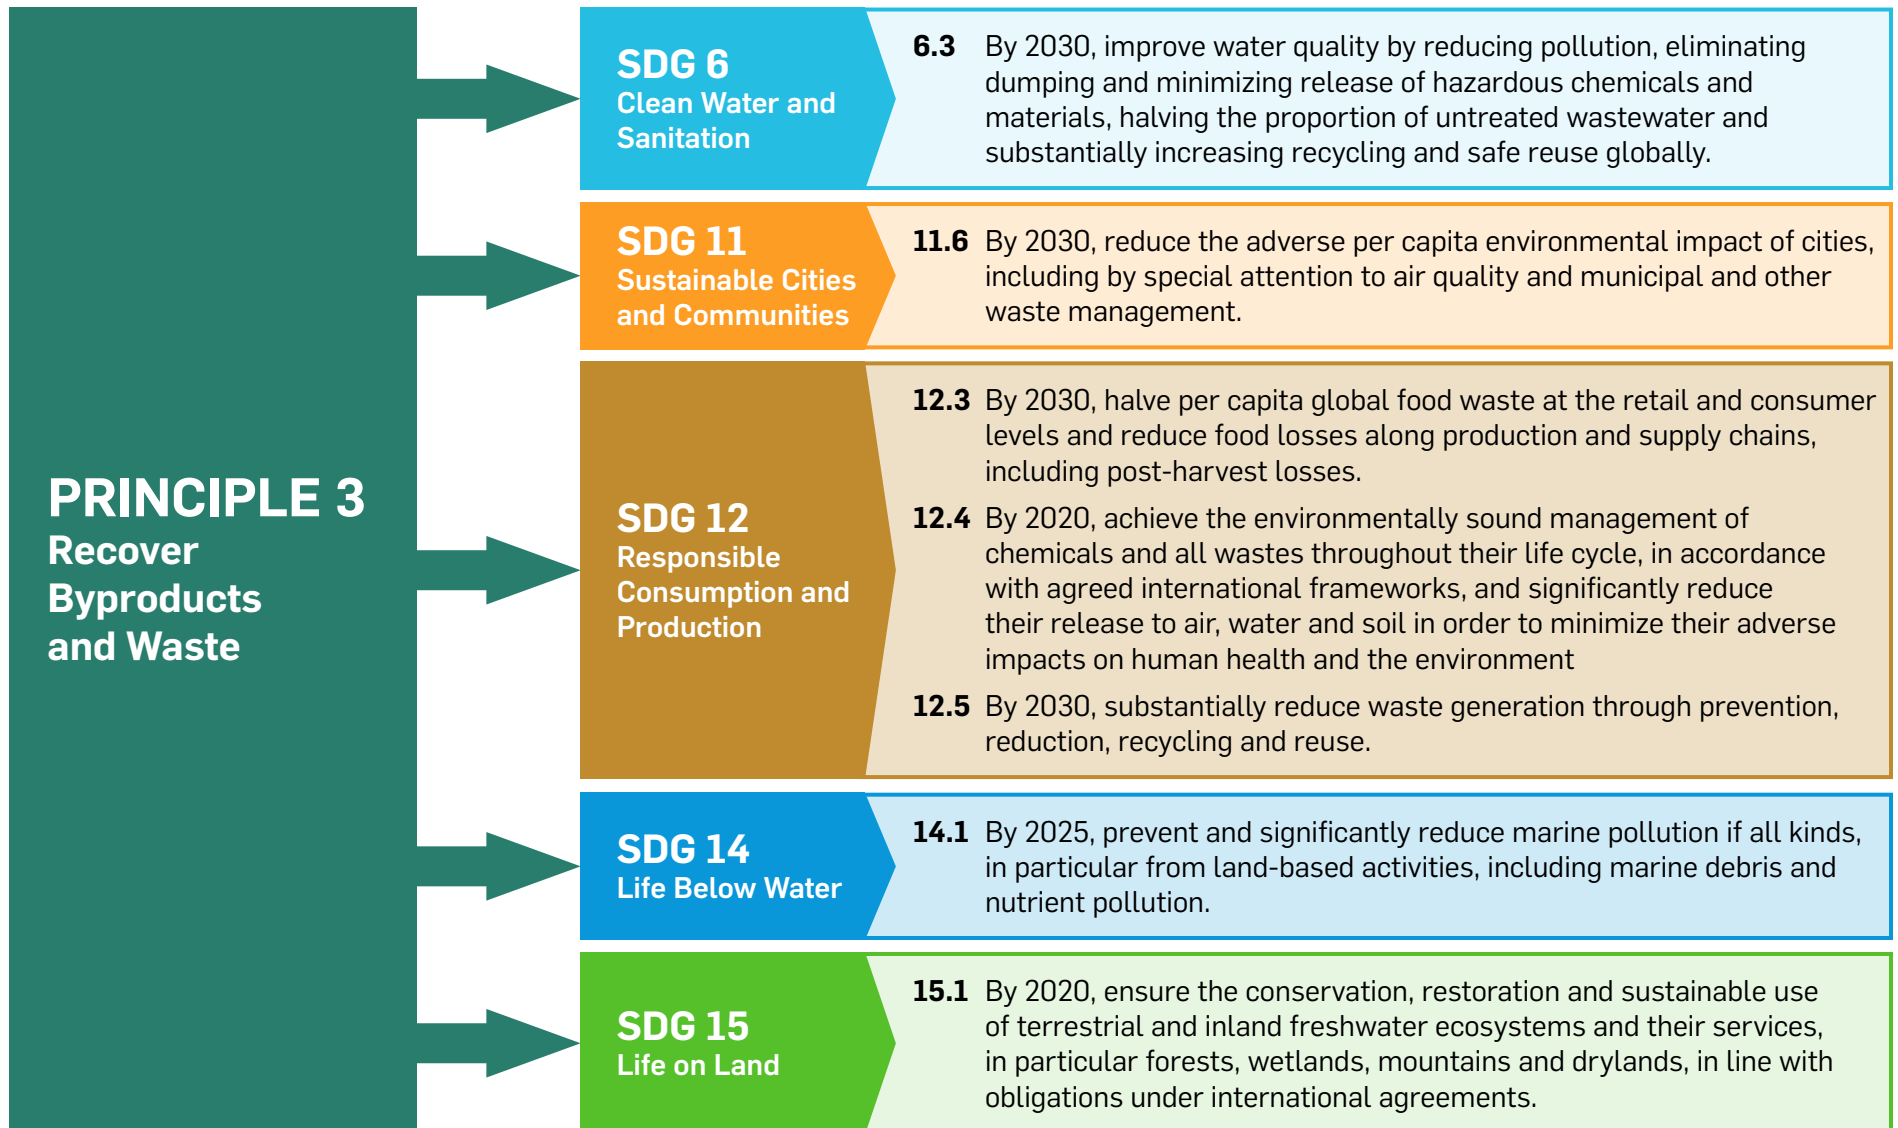 PRINCIPLE 3
Recover
Byproducts
and Waste
SDG 6
Clean Water and
Sanitation
6.3 By 2030, improve water quality by reducing pollution, eliminating
dumping and minimizing release of hazardous chemicals and
materials, halving the proportion of untreated wastewater and
substantially increasing recycling and safe reuse globally.
SDG 11
Sustainable Cities
and Communities
11.6 By 2030, reduce the adverse per capita environmental impact of cities,
including by special attention to air quality and municipal and other
waste management.
SDG 12
Responsible
Consumption and
Production
12.3 By 2030, halve per capita global food waste at the retail and consumer
levels and reduce food losses along production and supply chains,
including post-harvest losses.
12.4 By 2020, achieve the environmentally sound management of
chemicals and all wastes throughout their life cycle, in accordance
with agreed international frameworks, and significantly reduce
their release to air, water and soil in order to minimize their adverse
impacts on human health and the environment
12.5 By 2030, substantially reduce waste generation through prevention,
reduction, recycling and reuse.
SDG 14
Life Below Water
14.1 By 2025, prevent and significantly reduce marine pollution if all kinds,
in particular from land-based activities, including marine debris and
nutrient pollution.
SDG 15
Life on Land
15.1 By 2020, ensure the conservation, restoration and sustainable use
of terrestrial and inland freshwater ecosystems and their services,
in particular forests, wetlands, mountains and drylands, in line with
obligations under international agreements.